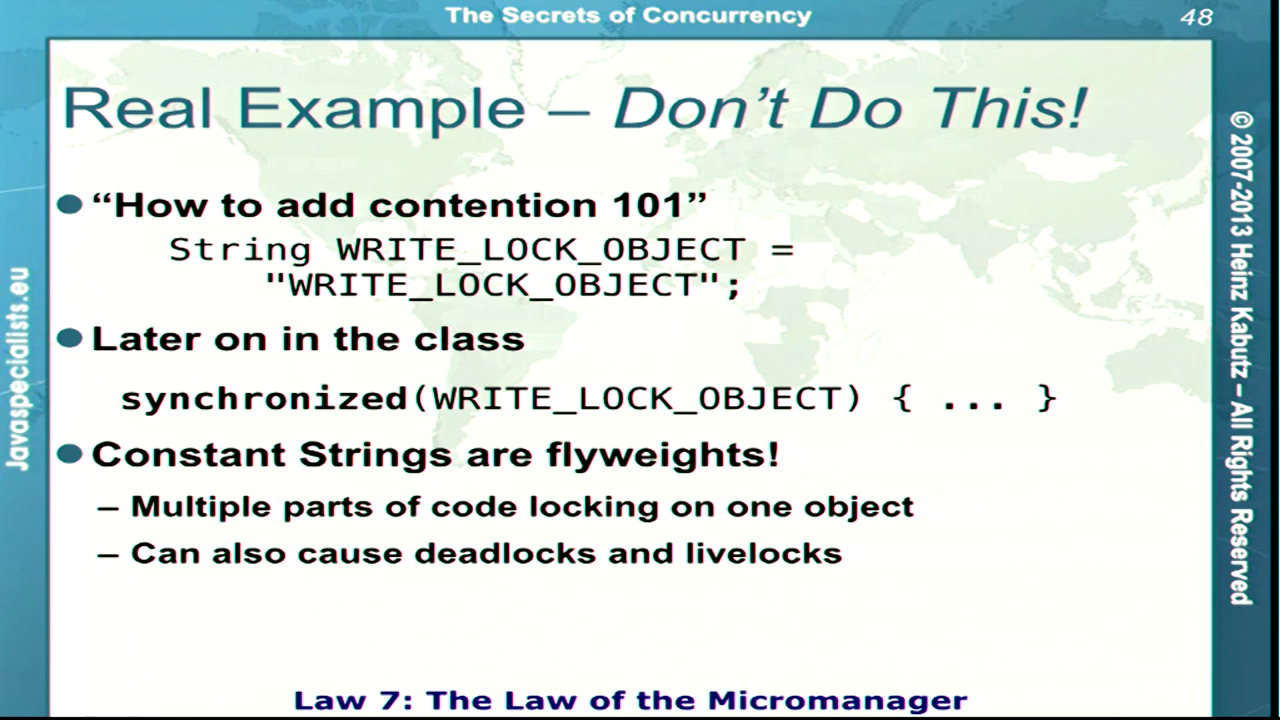 The Secrets of Concurrency
48
Real Example – Don’t Do This!
“How to add contention 101”
String WRITE_LOCK_OBJECT =
"WRITE_LOCK_OBJECT";
Later on in the class
synchronized(WRITE_LOCK_OBJECT) { ... }
Constant Strings are flyweights!
– Multiple parts of code locking on one object
– Can also cause deadlocks and livelocks
Law 7: The Law of the Micromanager
Javaspecialists.eu
© 2007-2013 Heinz Kabutz – All Rights Reserved